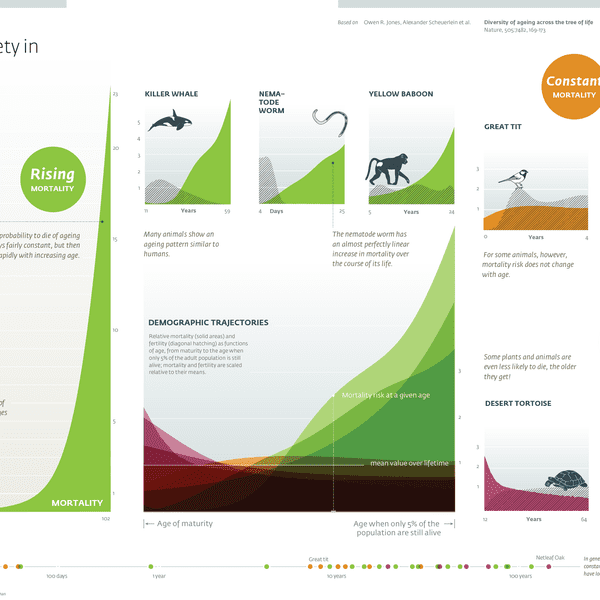 Based on Owen R. Jones, Alexander Scheuerlein et al.
Diversity of ageing across the tree of life
Nature, 505:7482, 169-173
ety in
Rising
MORTALITY
probability to die of ageing
ys fairly constant, but then
apidly with increasing age.
of
ges
25
20
15
10
5
1
MORTALITY
102
KILLER WHALE
5
4
3
2
1
11 Years 59
Many animals show an
ageing pattern similar to
humans.
NEMA-
TODE
WORM
4 Days 25
The nematode worm has
an almost perfectly linear
increase in mortality over
the course of its life.
YELLOW BABOON
5 Years 24
Constant
MORTALITY
GREAT TIT
3
2
1
0 Years 4
For some animals, however,
mortality risk does not change
with age.
DEMOGRAPHIC TRAJECTORIES
Relative mortality (solid areas) and
fertility (diagonal hatching) as functions
of age, from maturity to the age when
only 5% of the adult population is still
alive; mortality and fertility are scaled
relative to their means.
Mortality risk at a given age
mean value over lifetime
3
2
1
Age of maturity
Age when only 5% of the
population are still alive
Some plants and animals are
even less likely to die, the older
they get!
DESERT TORTOISE
3
2
1
12 Years 64
Great tit
Netleaf Oak
100 days
1 year
10 years
100 years
In gene
consta
have lo